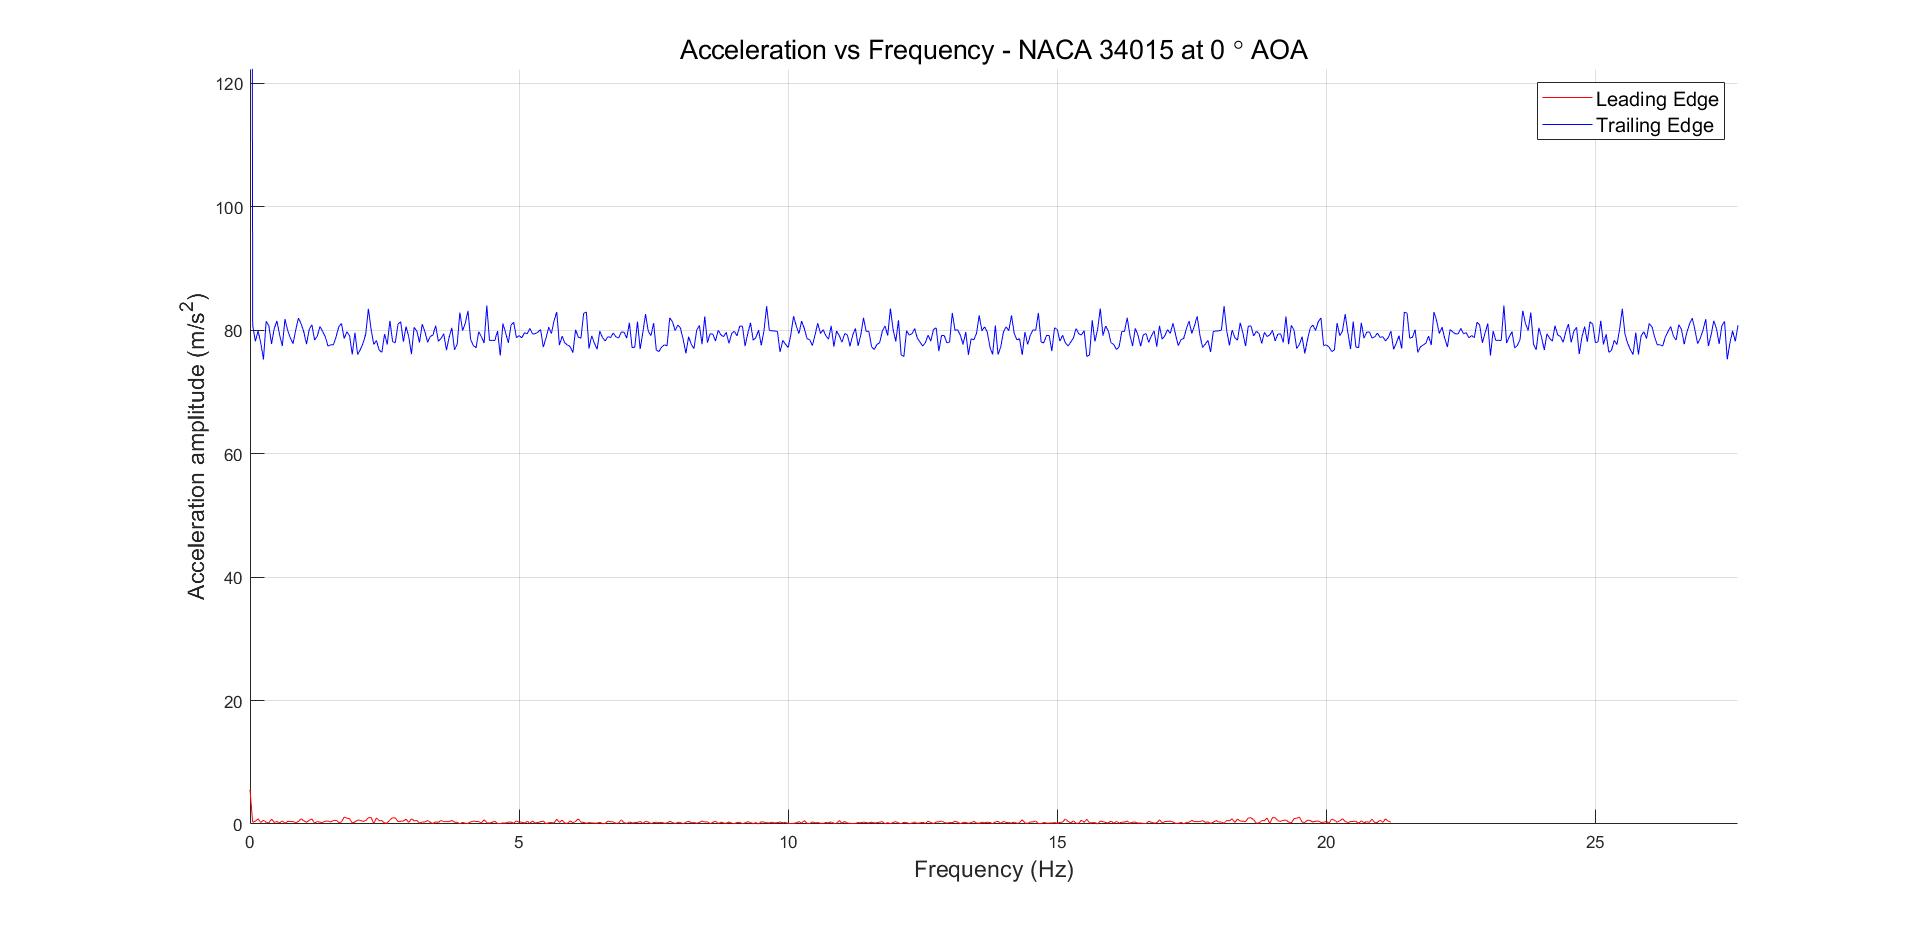 Acceleration vs Frequency - NACA 34015 at 0 ° AOA
Leading Edge
Trailing Edge
Acceleration amplitude (m/s²)
120
100
80
60
40
20
0
0 5 10 15 20 25
Frequency (Hz)